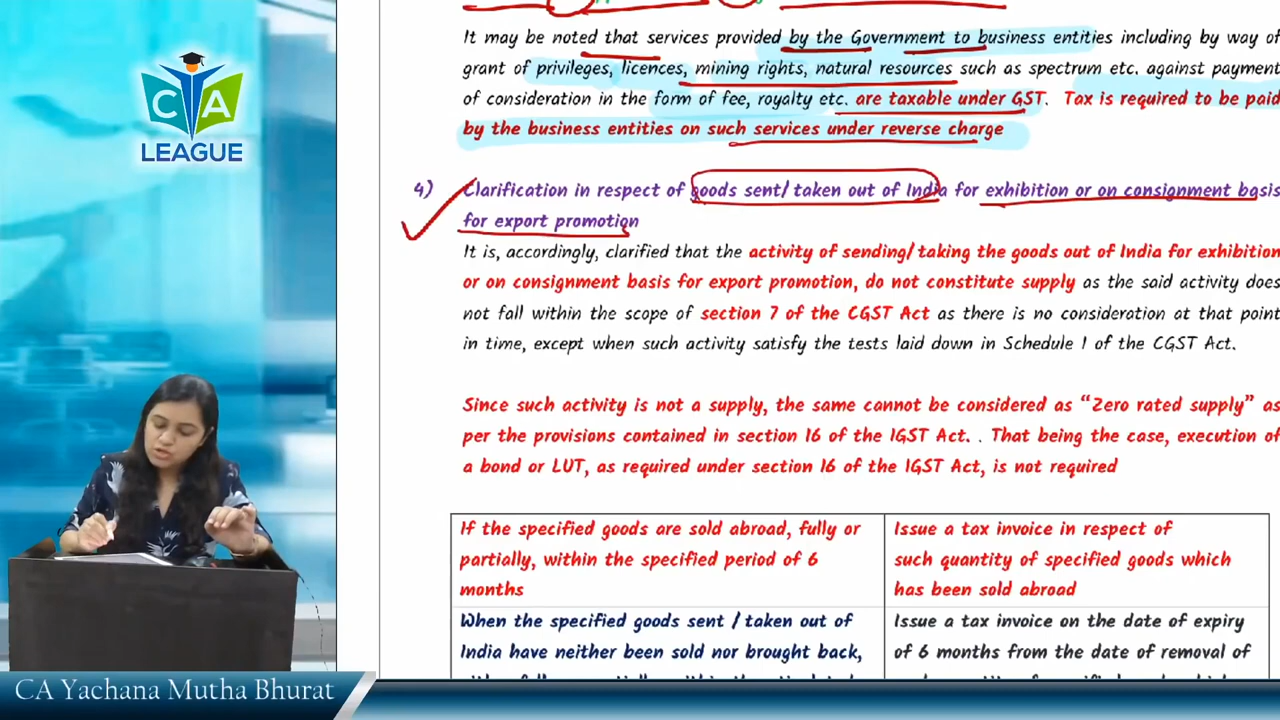 It may be noted that services provided by the Government to business entities including by way of
grant of privileges, licences, mining rights, natural resources such as spectrum etc. against payment
of consideration in the form of fee, royalty etc. are taxable under GST. Tax is required to be paid
by the business entities on such services under reverse charge
4) Clarification in respect of goods sent/ taken out of India for exhibition or on consignment basis
for export promotion
It is, accordingly, clarified that the activity of sending/ taking the goods out of India for exhibition
or on consignment basis for export promotion, do not constitute supply as the said activity does
not fall within the scope of section 7 of the CGST Act as there is no consideration at that point
in time, except when such activity satisfy the tests laid down in Schedule I of the CGST Act.
Since such activity is not a supply, the same cannot be considered as “Zero rated supply” as
per the provisions contained in section 16 of the IGST Act. . That being the case, execution of
a bond or LUT, as required under section 16 of the IGST Act, is not required
If the specified goods are sold abroad, fully or
partially, within the specified period of 6
months
Issue a tax invoice in respect of
such quantity of specified goods which
has been sold abroad
When the specified goods sent / taken out of
India have neither been sold nor brought back,
Issue a tax invoice on the date of expiry
of 6 months from the date of removal of
CA
LEAGUE
CA Yachana Mutha Bhurat